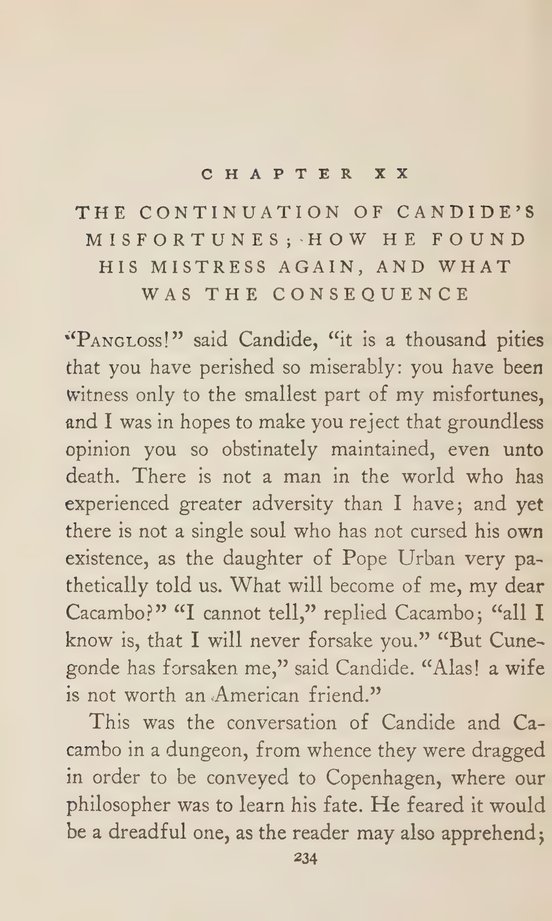 CHAPTER XX
THE CONTINUATION OF CANDIDE'S
MISFORTUNES; HOW HE FOUND
HIS MISTRESS AGAIN, AND WHAT
WAS THE CONSEQUENCE
“PANGLOSS!” said Candide, “it is a thousand pities
that you have perished so miserably: you have been
witness only to the smallest part of my misfortunes,
and I was in hopes to make you reject that groundless
opinion you so obstinately maintained, even unto
death. There is not a man in the world who has
experienced greater adversity than I have; and yet
there is not a single soul who has not cursed his own
existence, as the daughter of Pope Urban very pa-
thetically told us. What will become of me, my dear
Cacambo?” “I cannot tell,” replied Cacambo; “all I
know is, that I will never forsake you.” “But Cune-
gonde has forsaken me,” said Candide. “Alas! a wife
is not worth an American friend.”
This was the conversation of Candide and Ca-
cambo in a dungeon, from whence they were dragged
in order to be conveyed to Copenhagen, where our
philosopher was to learn his fate. He feared it would
be a dreadful one, as the reader may also apprehend;
234